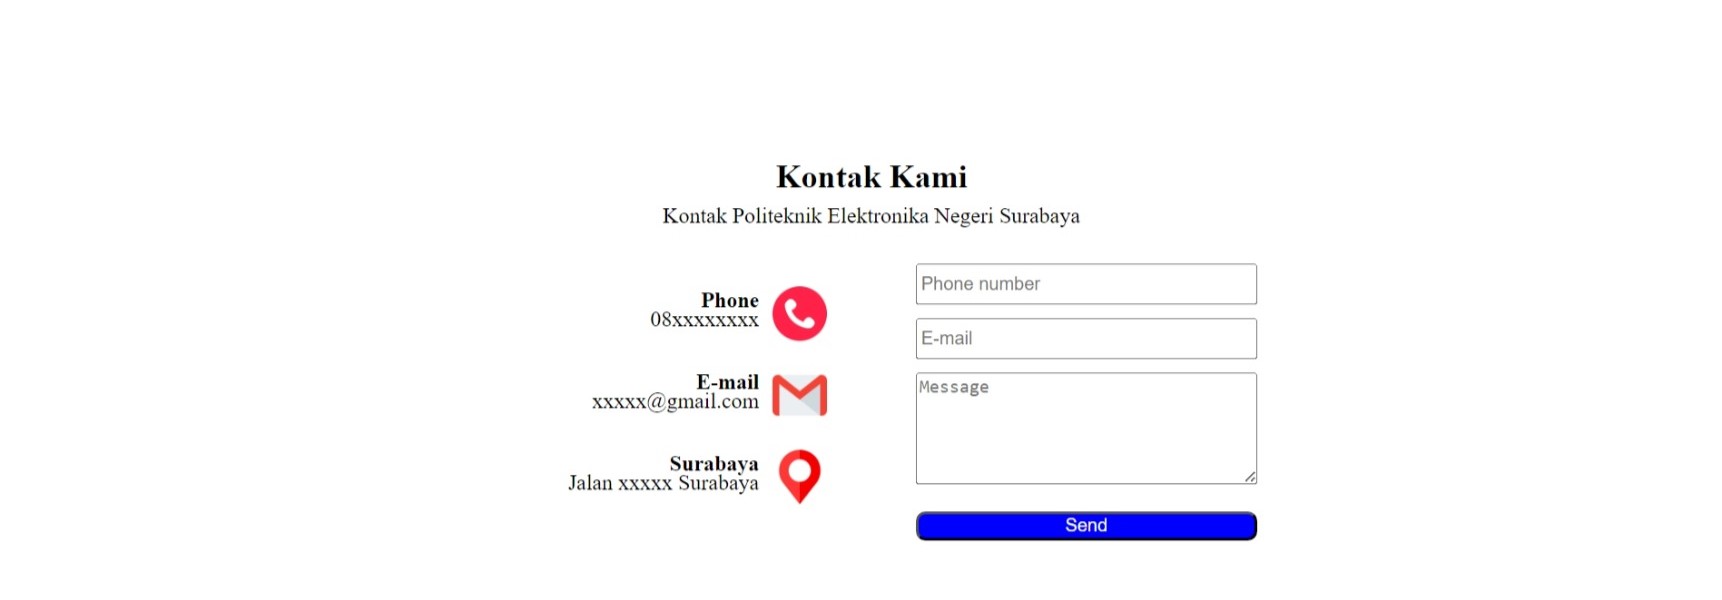 Kontak Kami
Kontak Politeknik Elektronika Negeri Surabaya
Phone
08xxxxxxxxx
E-mail
xxxxx@gmail.com
Surabaya
Jalan xxxxx Surabaya
Phone number
E-mail
Message
Send